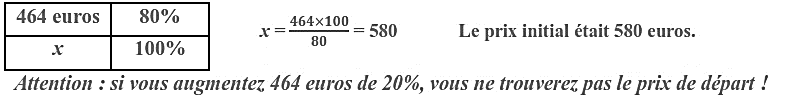 464 euros 80%
x 100%
x = 464×100/80 = 580 Le prix initial était 580 euros.
Attention : si vous augmentez 464 euros de 20%, vous ne trouverez pas le prix de départ !